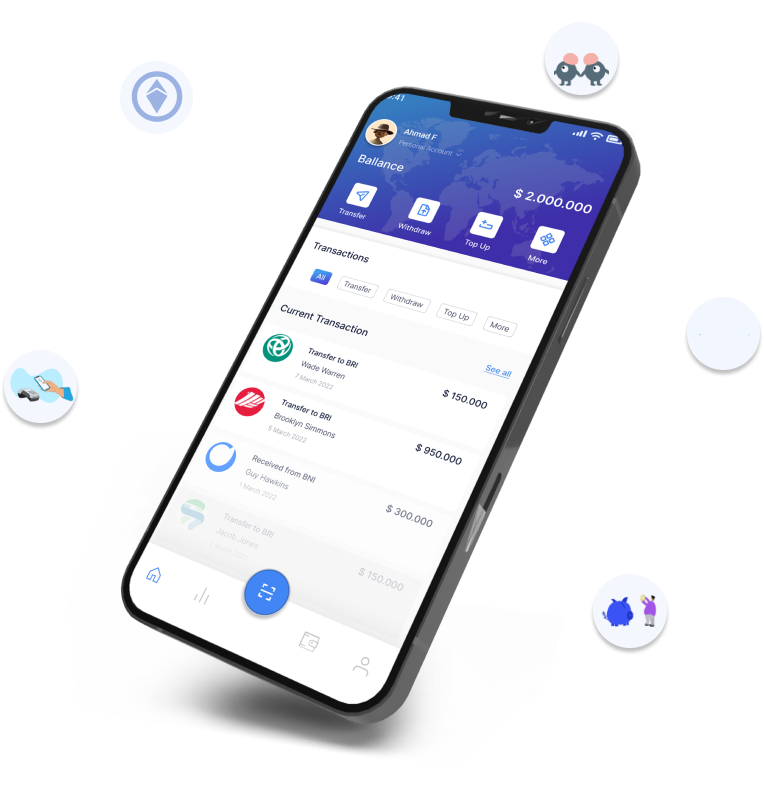 9:41
Ahmad F
Personal Account
Ballance
$ 2.000.000
Transfer
Withdraw
Top Up
More
Transactions
All
Transfer
Withdraw
Top Up
More
Current Transaction
See all
Transfer to BRI
Wade Warren
7 March 2022
$ 150.000
Transfer to BRI
Brooklyn Simmons
5 March 2022
$ 950.000
Received from BNI
Guy Hawkins
1 March 2022
$ 300.000
Transfer to BRI
Jacob Jones
$ 150.000